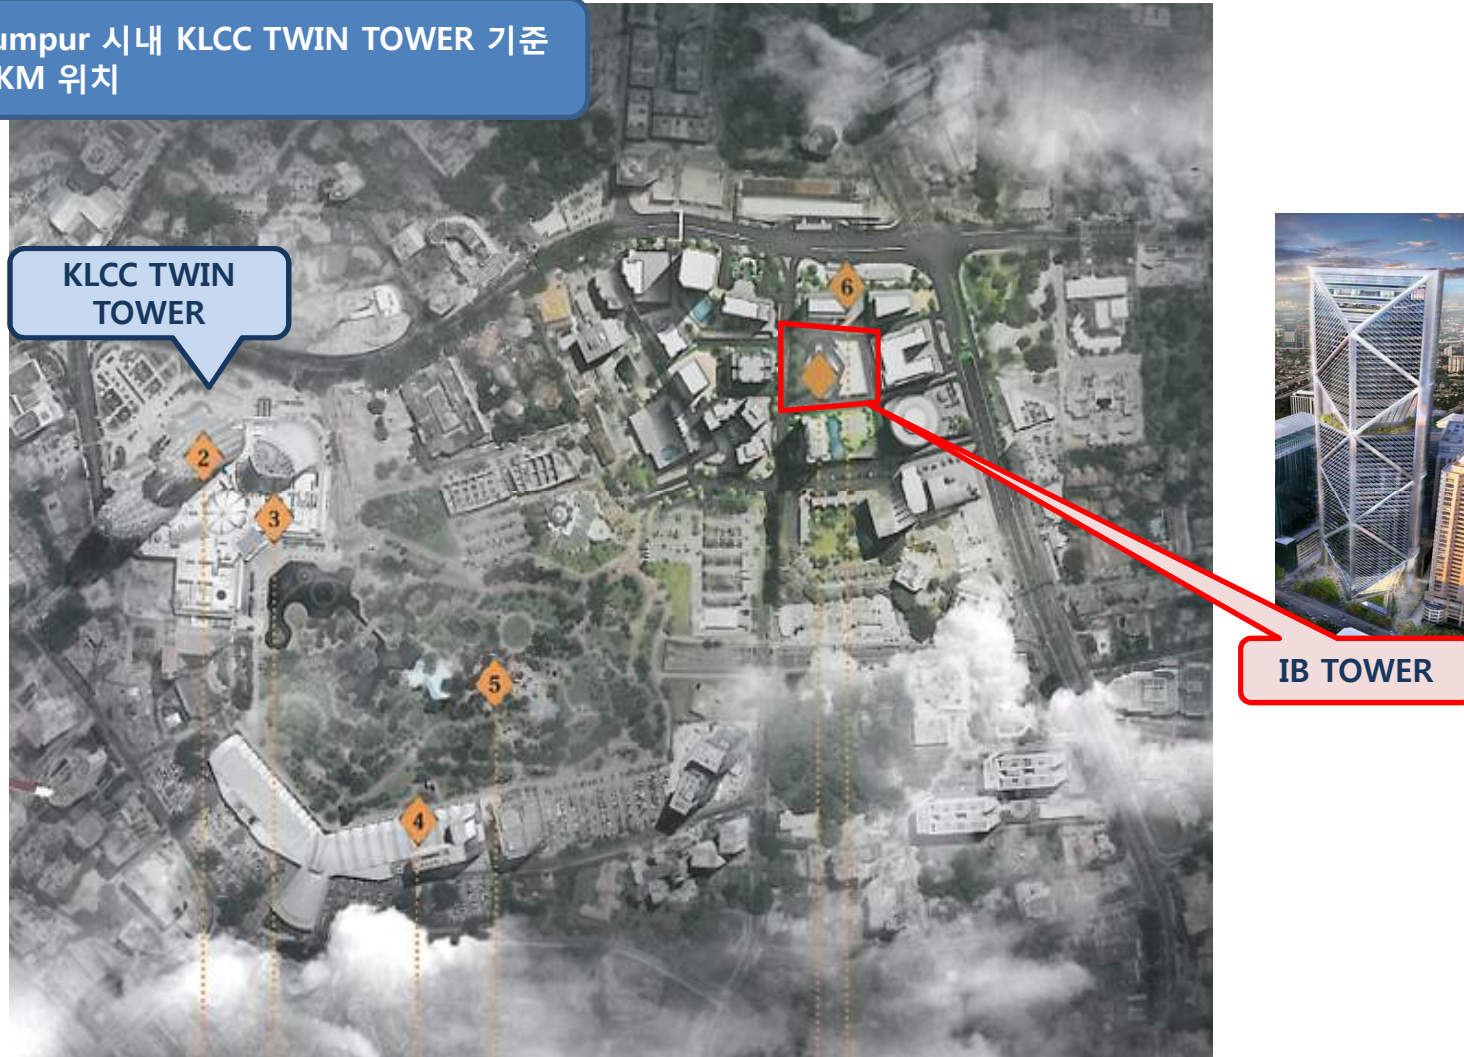 umpur 시내 KLCC TWIN TOWER 기준
KM 위치
KLCC TWIN
TOWER
6
2
3
5
4
IB TOWER